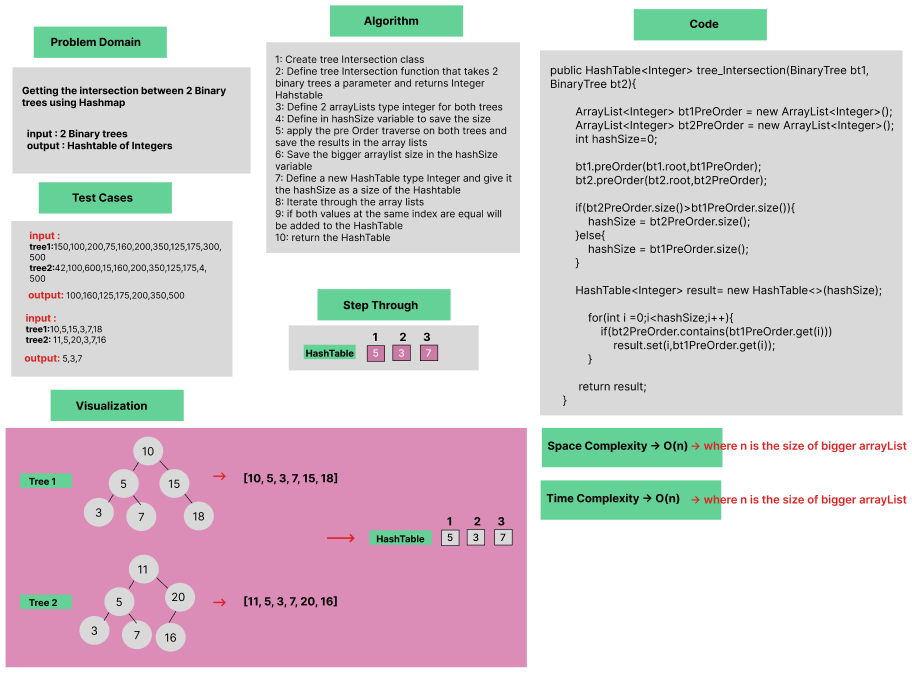 Problem Domain
Getting the intersection between 2 Binary
trees using Hashmap
input : 2 Binary trees
output : Hashtable of Integers
Test Cases
input :
tree1:150,100,200,75,160,200,350,125,175,300,
500
tree2:42,100,600,15,160,200,350,125,175,4,
500
output: 100,160,125,175,200,350,500
input :
tree1:10,5,15,3,7,18
tree2: 11,5,20,3,7,16
output: 5,3,7
Algorithm
1: Create tree Intersection class
2: Define tree Intersection function that takes 2
binary trees a parameter and returns Integer
Hahstable
3: Define 2 arrayLists type integer for both trees
4: Define in hashSize variable to save the size
5: apply the pre Order traverse on both trees and
save the results in the array lists
6: Save the bigger arraylist size in the hashSize
variable
7: Define a new HashTable type Integer and give it
the hashSize as a size of the Hashtable
8: Iterate through the array lists
9: if both values at the same index are equal will
be added to the HashTable
10: return the HashTable
Step Through
1 2 3
HashTable 5 3 7
Code
public HashTable<Integer> tree_Intersection(BinaryTree bt1,
BinaryTree bt2){
ArrayList<Integer> bt1PreOrder = new ArrayList<Integer>();
ArrayList<Integer> bt2PreOrder = new ArrayList<Integer>();
int hashSize=0;
bt1.preOrder(bt1.root,bt1PreOrder);
bt2.preOrder(bt2.root,bt2PreOrder);
if(bt2PreOrder.size()>bt1PreOrder.size()){
hashSize = bt2PreOrder.size();
}else{
hashSize = bt1PreOrder.size();
}
HashTable<Integer> result= new HashTable<>(hashSize);
for(int i =0;i<hashSize;i++){
if(bt2PreOrder.contains(bt1PreOrder.get(i)))
result.set(i,bt1PreOrder.get(i));
}
return result;
}
Space Complexity → O(n) → where n is the size of bigger arrayList
Time Complexity → O(n) → where n is the size of bigger arrayList
Visualization
Tree 1
10
5 15
3 7 18
→ [10, 5, 3, 7, 15, 18]
Tree 2
11
5 20
3 7 16
→ [11, 5, 3, 7, 20, 16]
1 2 3
→ HashTable 5 3 7